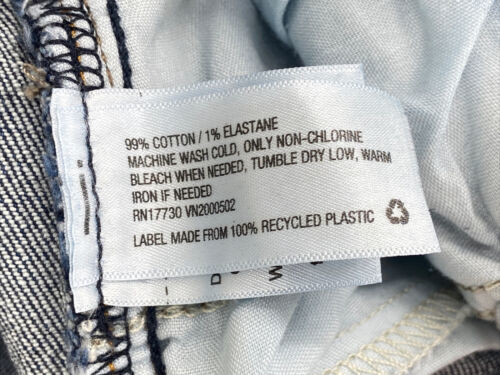 99% COTTON / 1% ELASTANE
MACHINE WASH COLD, ONLY NON-CHLORINE
BLEACH WHEN NEEDED, TUMBLE DRY LOW, WARM
IRON IF NEEDED
RN17730 VN2000502
LABEL MADE FROM 100% RECYCLED PLASTIC